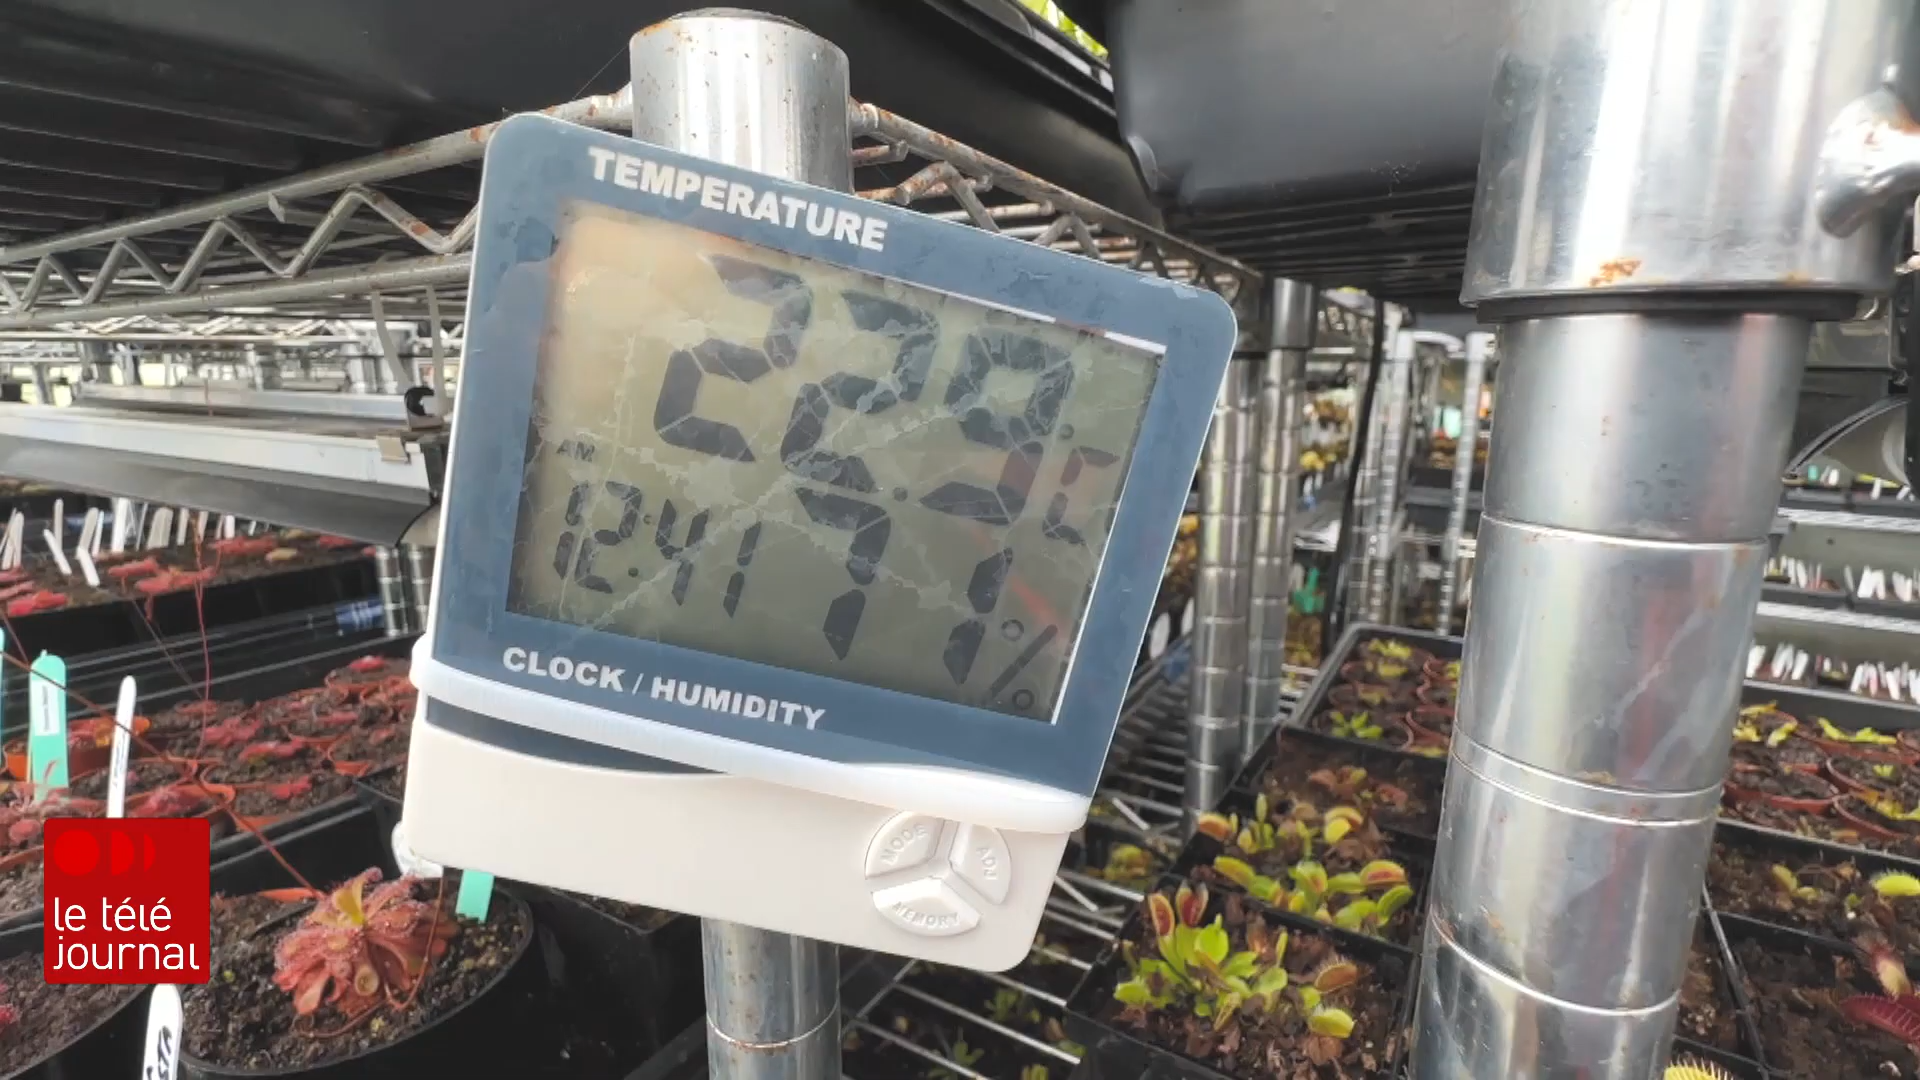 TEMPERATURE
22.9 °C
AM
12:41
71 %
CLOCK / HUMIDITY
MODE
ADJ
MEMORY
le télé
journal